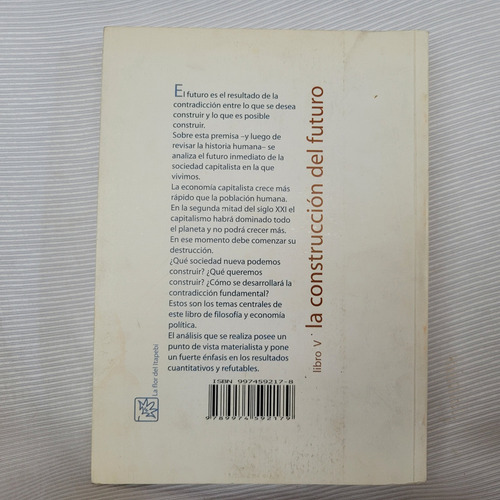 El futuro es el resultado de la
contradicción entre lo que se desea
construir y lo que es posible
construir.
Sobre esta premisa –y luego de
revisar la historia humana– se
analiza el futuro inmediato de la
sociedad capitalista en la que
vivimos.
La economía capitalista crece más
rápido que la población humana.
En la segunda mitad del siglo XXI el
capitalismo habrá dominado todo
el planeta y no podrá crecer más.
En ese momento debe comenzar su
destrucción.
¿Qué sociedad nueva podemos
construir? ¿Qué queremos
construir? ¿Cómo se desarrollará la
contradicción fundamental?
Estos son los temas centrales de
este libro de filosofía y economía
política.
El análisis que se realiza posee un
punto de vista materialista y pone
un fuerte énfasis en los resultados
cuantitativos y refutables.
libro V · la construcción del futuro
La flor del Itapebí
ISBN 997459217-8
9789974592179